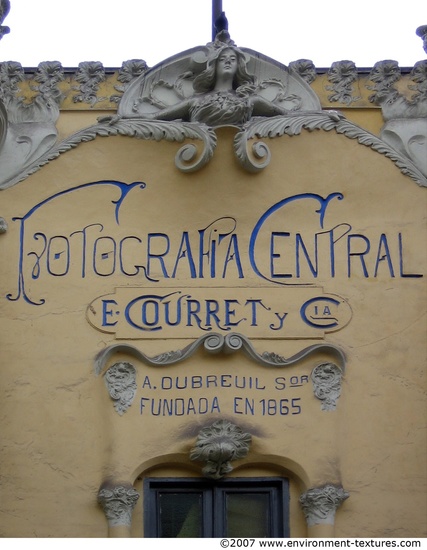 Fotografia Central
E. Courret y Cia
A. DUBREUIL Sor
FUNDADA EN 1865
©2007 www.environment-textures.com